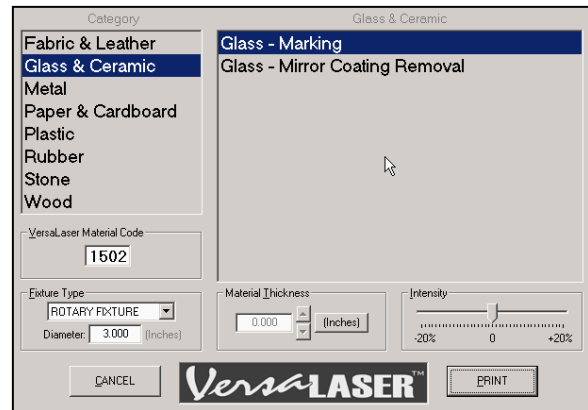 Category
Fabric & Leather
Glass & Ceramic
Metal
Paper & Cardboard
Plastic
Rubber
Stone
Wood
Glass & Ceramic
Glass - Marking
Glass - Mirror Coating Removal
VersaLaser Material Code
1502
Fixture Type
ROTARY FIXTURE
Diameter: 3.000 (Inches)
Material Thickness
0.000 (Inches)
Intensity
-20% 0 +20%
CANCEL
VersaLASER™
PRINT